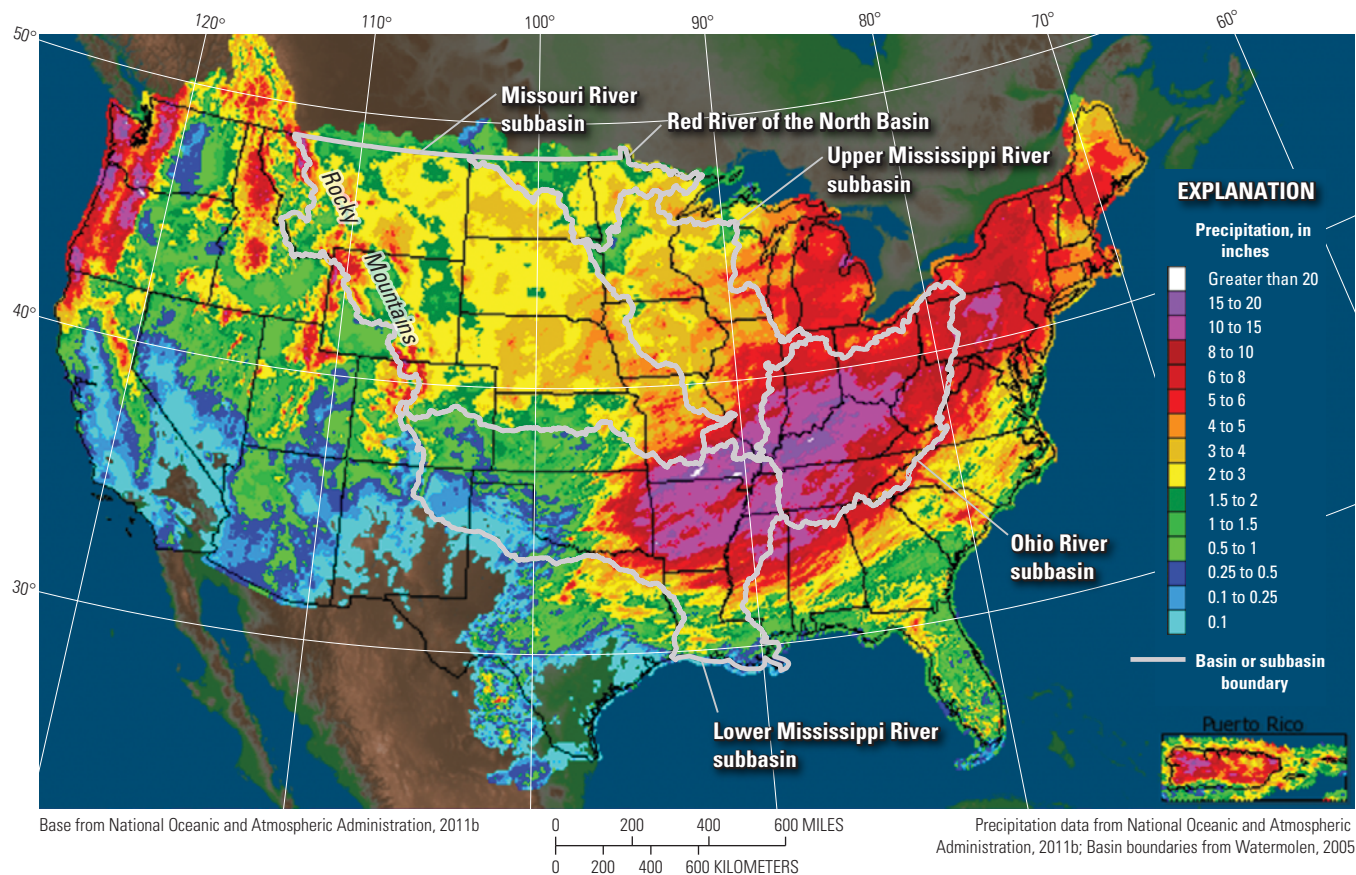 120°
110°
100°
90°
80°
70°
60°
50°
40°
30°
Missouri River
subbasin
Red River of the North Basin
Upper Mississippi River
subbasin
Rocky
Mountains
Ohio River
subbasin
Lower Mississippi River
subbasin
EXPLANATION
Precipitation, in
inches
Greater than 20
15 to 20
10 to 15
8 to 10
6 to 8
5 to 6
4 to 5
3 to 4
2 to 3
1.5 to 2
1 to 1.5
0.5 to 1
0.25 to 0.5
0.1 to 0.25
0.1
Basin or subbasin
boundary
Puerto Rico
Base from National Oceanic and Atmospheric Administration, 2011b
0 200 400 600 MILES
0 200 400 600 KILOMETERS
Precipitation data from National Oceanic and Atmospheric
Administration, 2011b; Basin boundaries from Watermolen, 2005